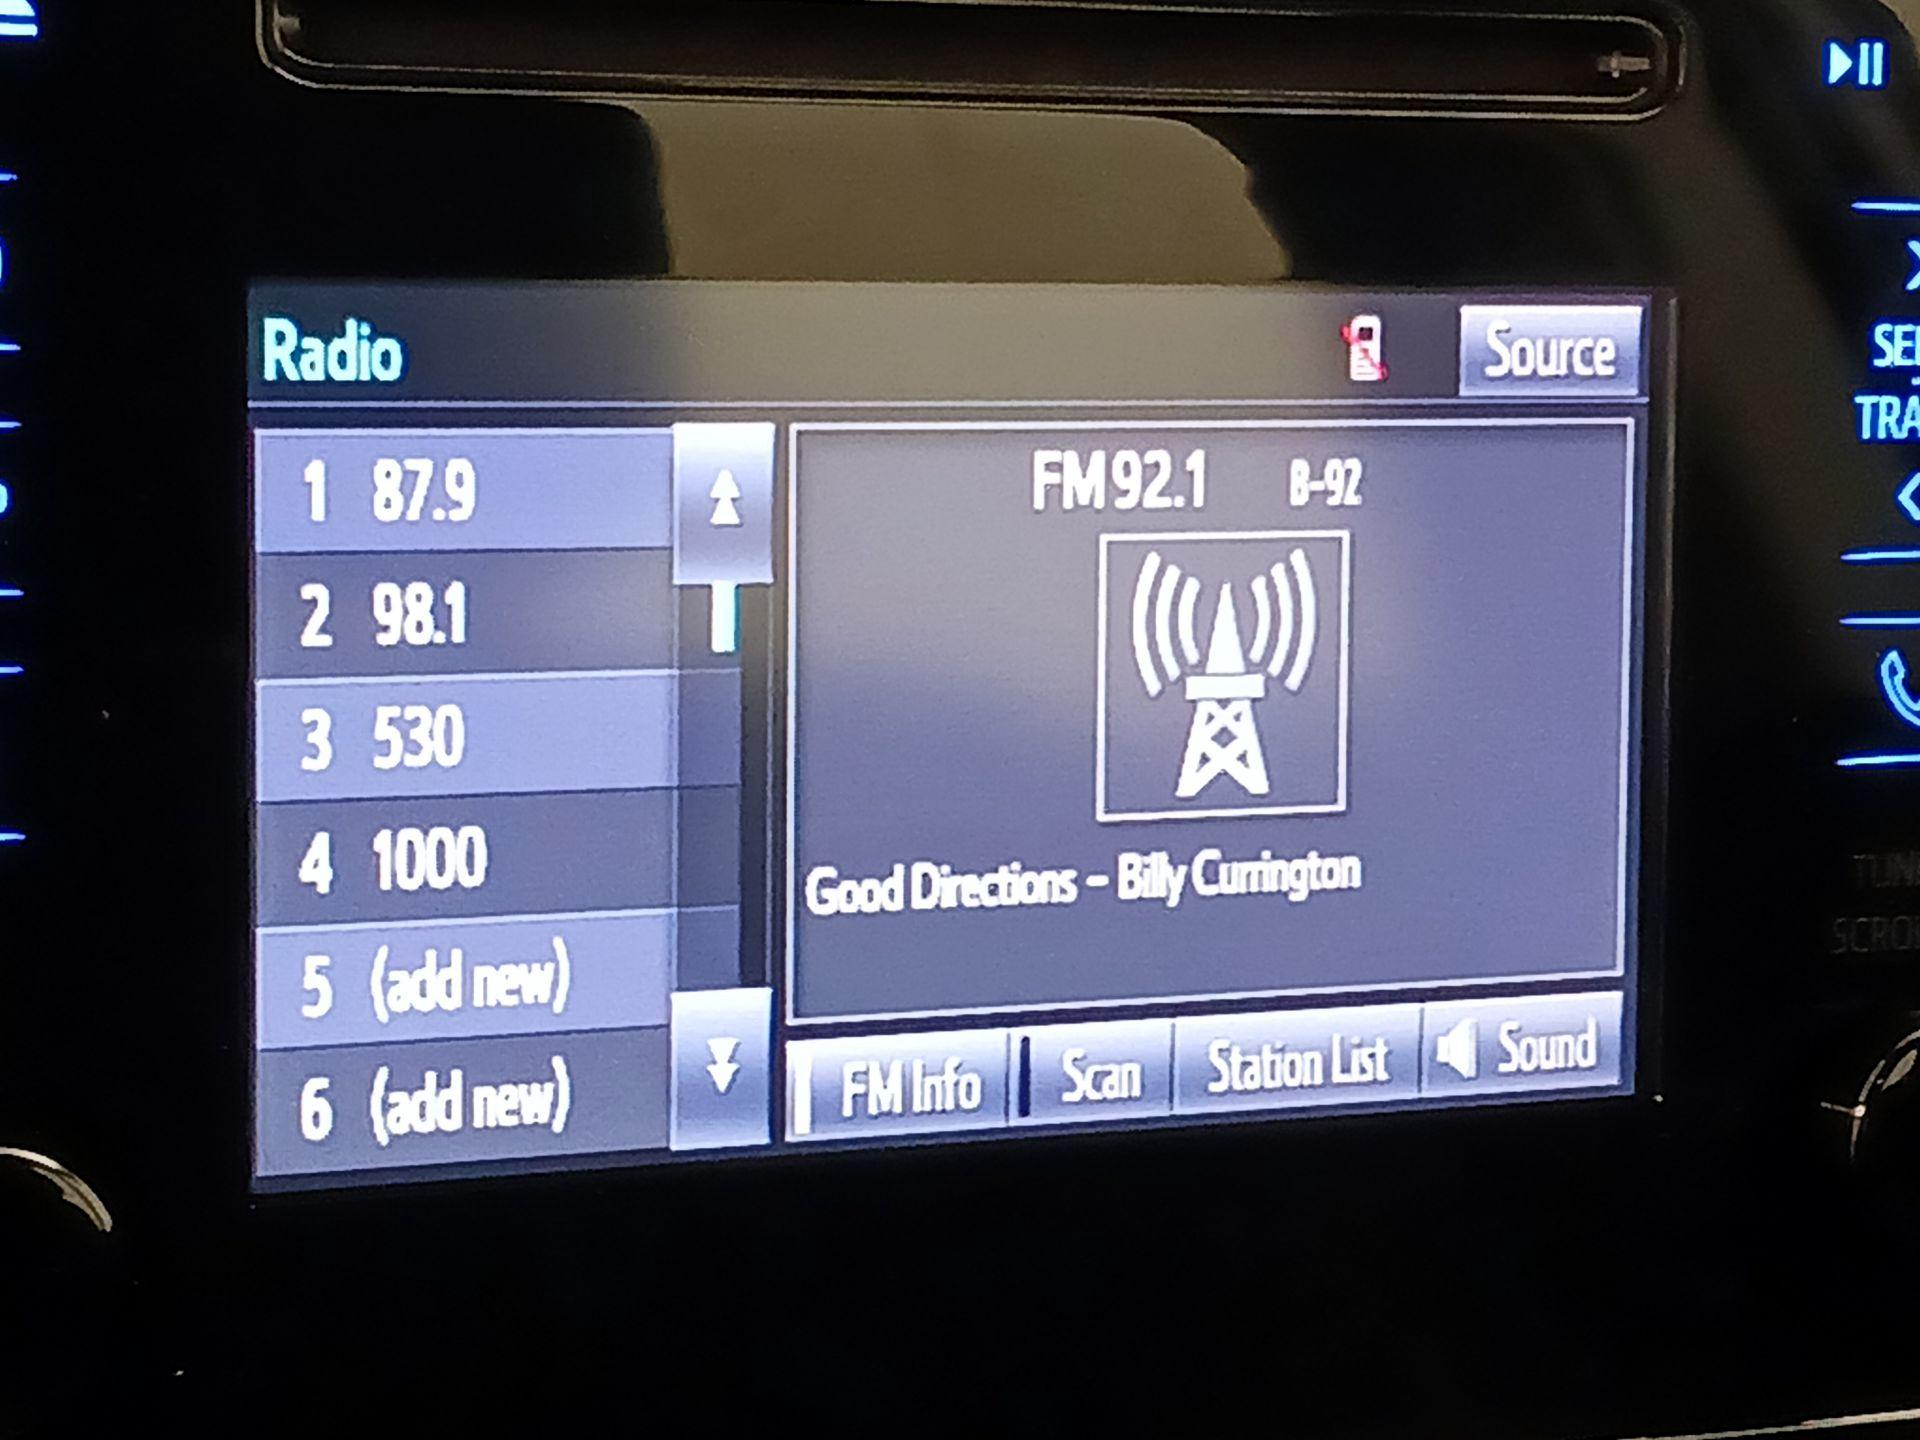 Radio
Source
1 87.9
2 98.1
3 530
4 1000
5 (add new)
6 (add new)
FM 92.1 B-92
Good Directions - Billy Currington
FM Info
Scan
Station List
Sound